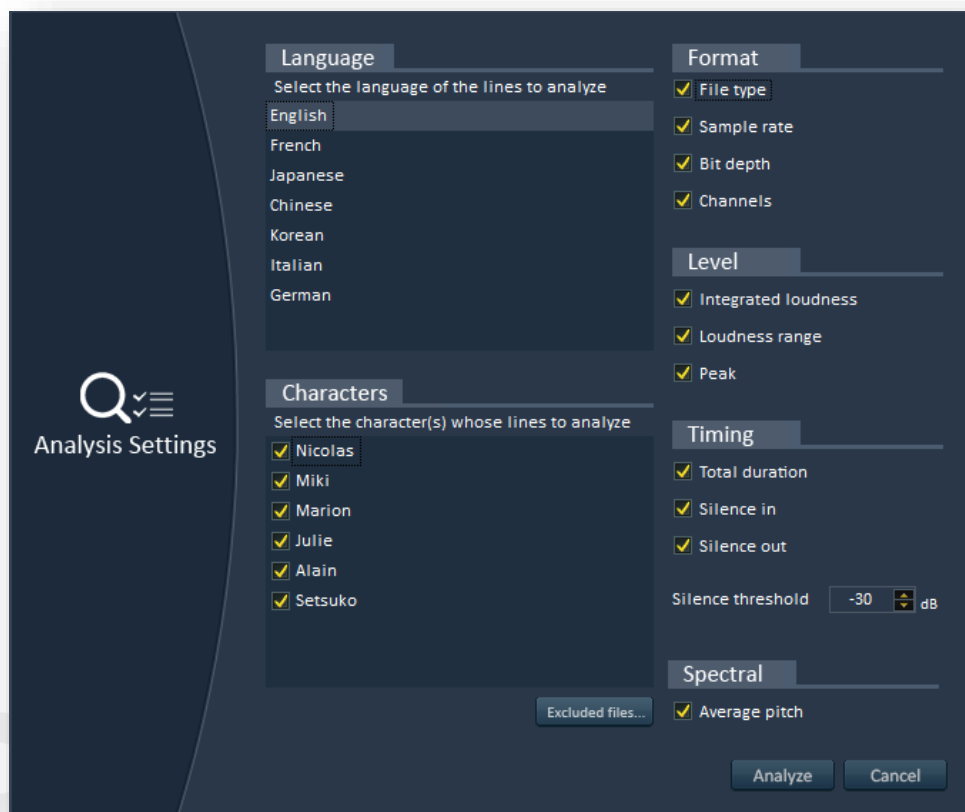 Analysis Settings
Language
Select the language of the lines to analyze
English
French
Japanese
Chinese
Korean
Italian
German
Characters
Select the character(s) whose lines to analyze
Nicolas
Miki
Marion
Julie
Alain
Setsuko
Excluded files...
Format
File type
Sample rate
Bit depth
Channels
Level
Integrated loudness
Loudness range
Peak
Timing
Total duration
Silence in
Silence out
Silence threshold -30 dB
Spectral
Average pitch
Analyze Cancel